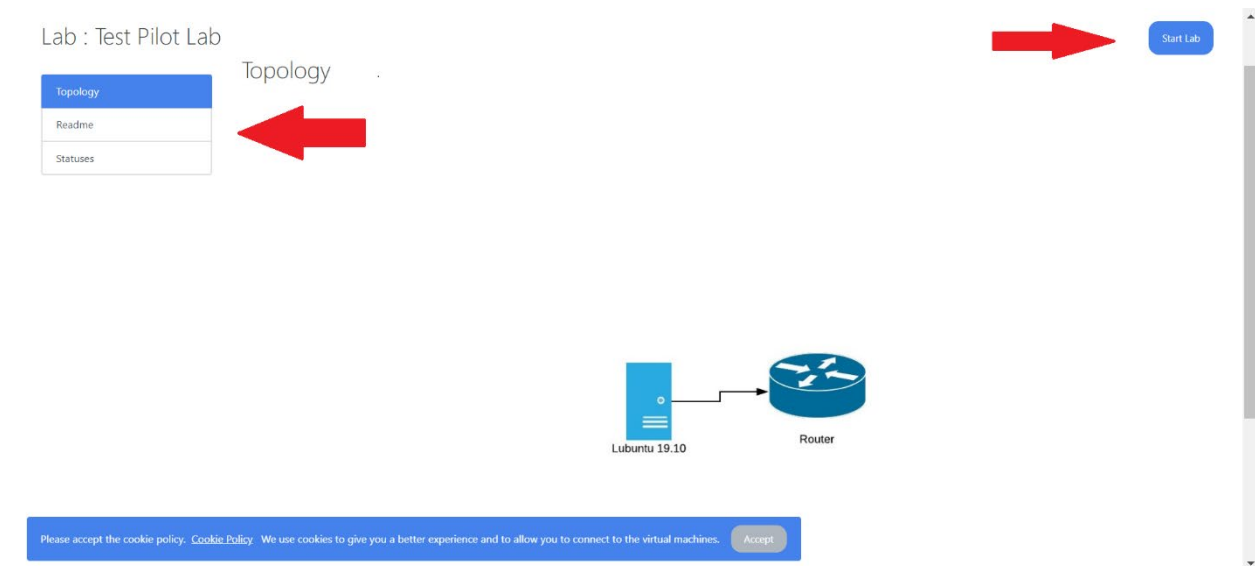 Lab : Test Pilot Lab
Start Lab
Topology .
Topology
Readme
Statuses
Lubuntu 19.10
Router
Please accept the cookie policy. Cookie Policy We use cookies to give you a better experience and to allow you to connect to the virtual machines. Accept